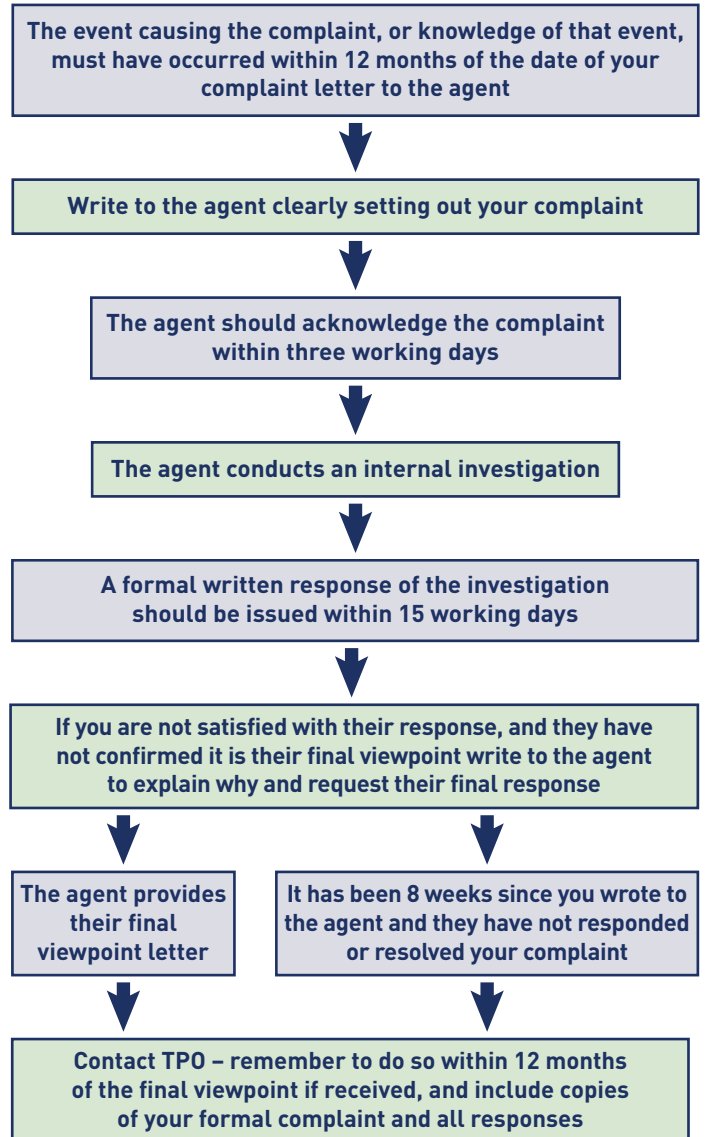 The event causing the complaint, or knowledge of that event,
must have occurred within 12 months of the date of your
complaint letter to the agent
Write to the agent clearly setting out your complaint
The agent should acknowledge the complaint
within three working days
The agent conducts an internal investigation
A formal written response of the investigation
should be issued within 15 working days
If you are not satisfied with their response, and they have
not confirmed it is their final viewpoint write to the agent
to explain why and request their final response
The agent provides
their final
viewpoint letter
It has been 8 weeks since you wrote to
the agent and they have not responded
or resolved your complaint
Contact TPO – remember to do so within 12 months
of the final viewpoint if received, and include copies
of your formal complaint and all responses